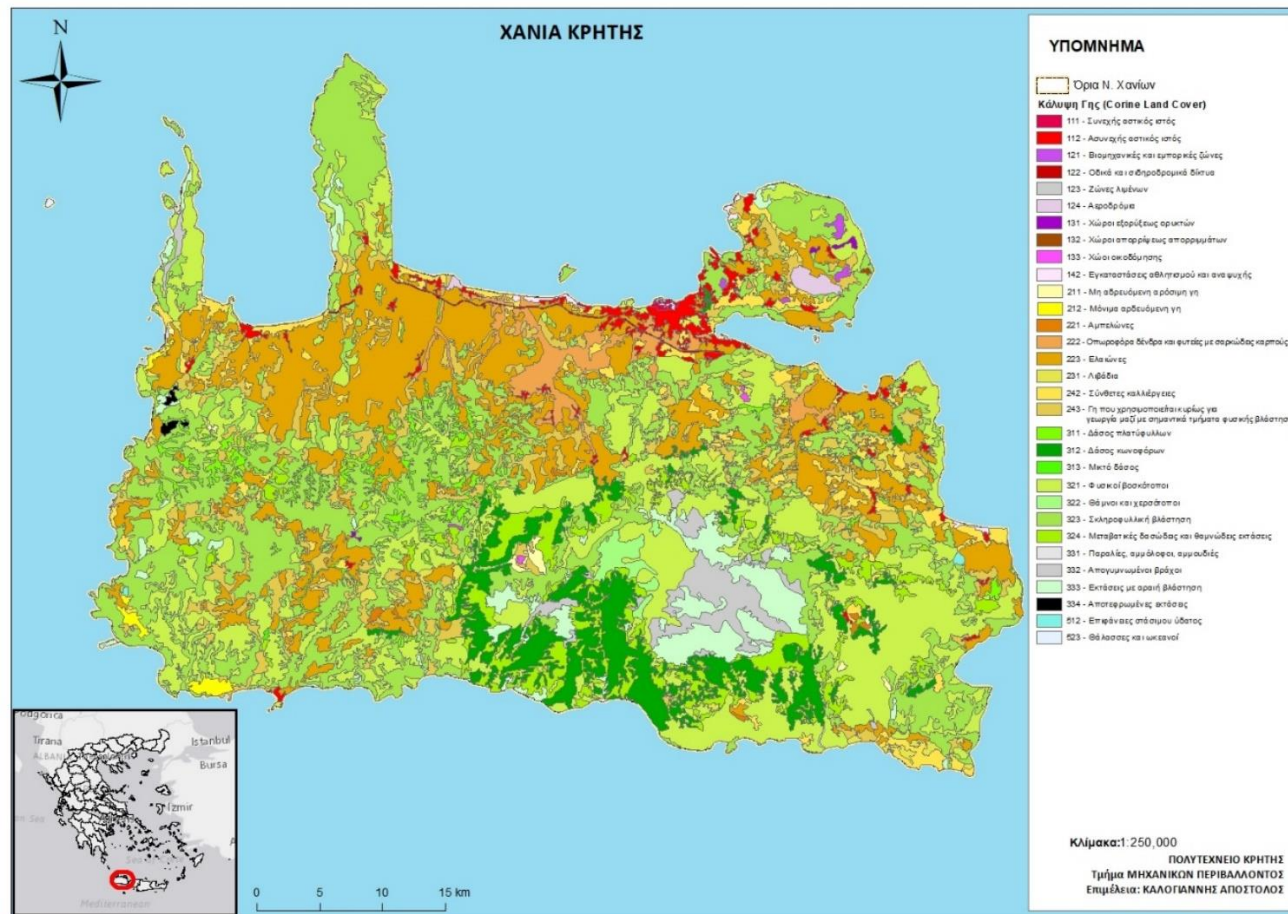 ΧΑΝΙΑ ΚΡΗΤΗΣ
N
ΥΠΟΜΝΗΜΑ
Όρια Ν. Χανίων
Κάλυψη Γης (Corine Land Cover)
111 - Συνεχής αστικός ιστός
112 - Ασυνεχής αστικός ιστός
121 - Βιομηχανικές και εμπορικές ζώνες
122 - Οδικά και σιδηροδρομικά δίκτυα
123 - Ζώνες λιμένων
124 - Αεροδρόμια
131 - Χώροι εξορύξεως ορυκτών
132 - Χώροι απορρίψεως απορριμμάτων
133 - Χώοι οικοδόμησης
142 - Εγκαταστάσεις αθλητισμού και αναψυχής
211 - Μη αδρευόμενη αρόσιμη γη
212 - Μόνιμα αρδευόμενη γη
221 - Αμπελώνες
222 - Οπωροφόρα δένδρα και φυτείες με σαρκώδεις καρπούς
223 - Ελαιώνες
231 - Λιβάδια
242 - Σύνθετες καλλιέργειες
243 - Γη που χρησιμοποιείται κυρίως για
γεωργία μαζί με σημαντικά τμήματα φυσικής βλάστησ
311 - Δάσος πλατύφυλλων
312 - Δάσος κωνοφόρων
313 - Μικτό δάσος
321 - Φυσικοί βοσκότοποι
322 - Θάμνοι και χερσότοποι
323 - Σκληροφυλλική βλάστηση
324 - Μεταβατικές δασώδεις και θαμνώδεις εκτάσεις
331 - Παραλίες, αμμόλοφοι, αμμουδιές
332 - Απογυμνωμένοι βράχοι
333 - Εκτάσεις με αραιή βλάστηση
334 - Αποτεφρωμένες εκτάσεις
512 - Επιφάνειες στάσιμου ύδατος
523 - Θάλασσες και ωκεανοί
Podgorica
Tirana
Istanbul
Bursa
Izmir
Mediterranean
0 5 10 15 km
Κλίμακα:1:250,000
ΠΟΛΥΤΕΧΝΕΙΟ ΚΡΗΤΗΣ
Τμήμα ΜΗΧΑΝΙΚΩΝ ΠΕΡΙΒΑΛΛΟΝΤΟΣ
Επιμέλεια: ΚΑΛΟΓΙΑΝΝΗΣ ΑΠΟΣΤΟΛΟΣ